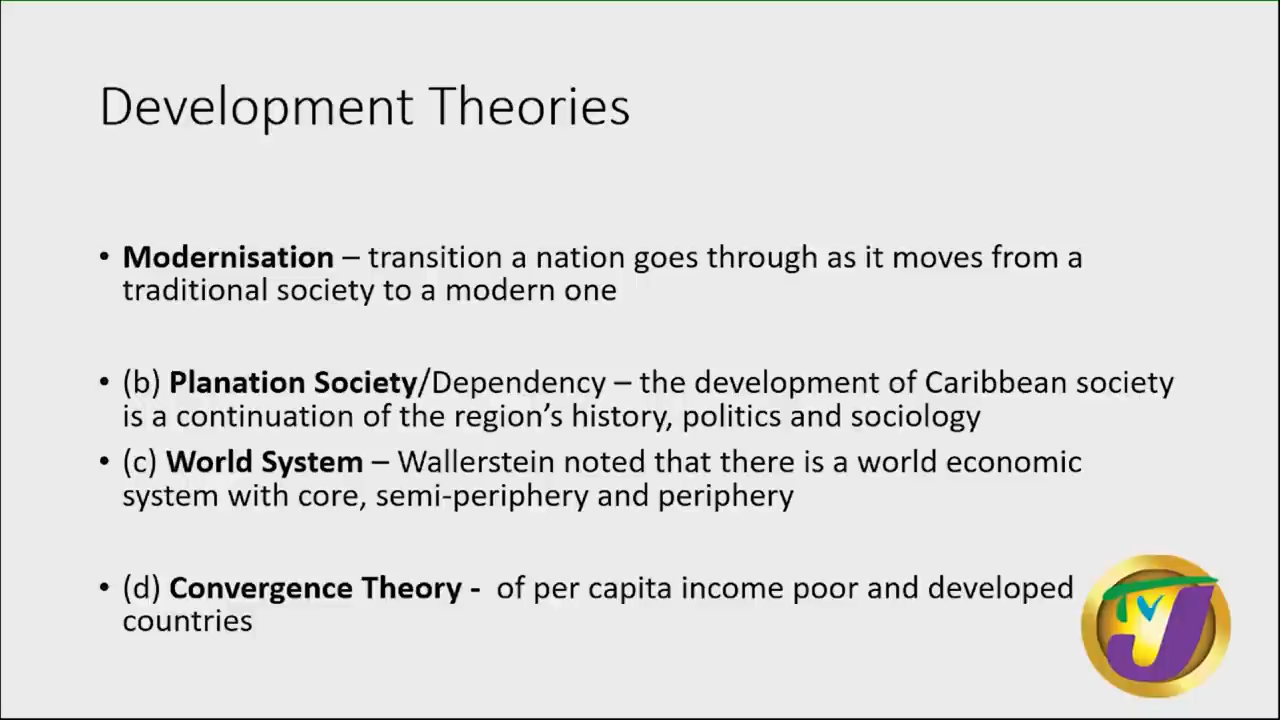 Development Theories
• Modernisation – transition a nation goes through as it moves from a
traditional society to a modern one
• (b) Planation Society/Dependency – the development of Caribbean society
is a continuation of the region’s history, politics and sociology
• (c) World System – Wallerstein noted that there is a world economic
system with core, semi-periphery and periphery
• (d) Convergence Theory - of per capita income poor and developed
countries
TVJ